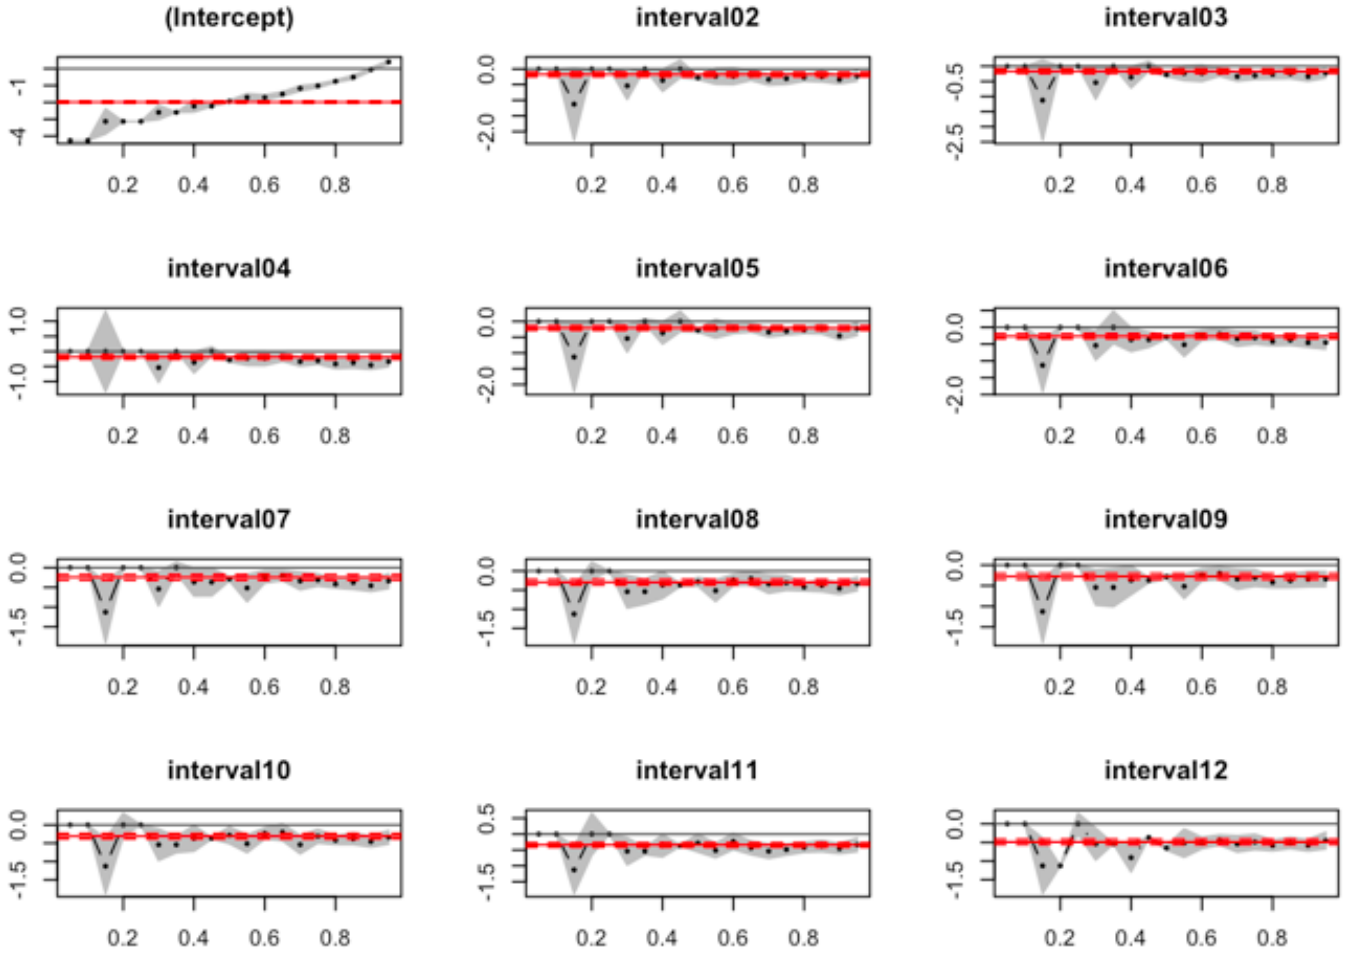 (Intercept) interval02 interval03
-1 0.0 -0.5
-4 -2.0 -2.5
0.2 0.4 0.6 0.8 0.2 0.4 0.6 0.8 0.2 0.4 0.6 0.8
interval04 interval05 interval06
1.0 0.0 0.0
-1.0 -2.0 -2.0
0.2 0.4 0.6 0.8 0.2 0.4 0.6 0.8 0.2 0.4 0.6 0.8
interval07 interval08 interval09
0.0 0.0 0.0
-1.5 -1.5 -1.5
0.2 0.4 0.6 0.8 0.2 0.4 0.6 0.8 0.2 0.4 0.6 0.8
interval10 interval11 interval12
0.0 0.5 0.0
-1.5 -1.5 -1.5
0.2 0.4 0.6 0.8 0.2 0.4 0.6 0.8 0.2 0.4 0.6 0.8